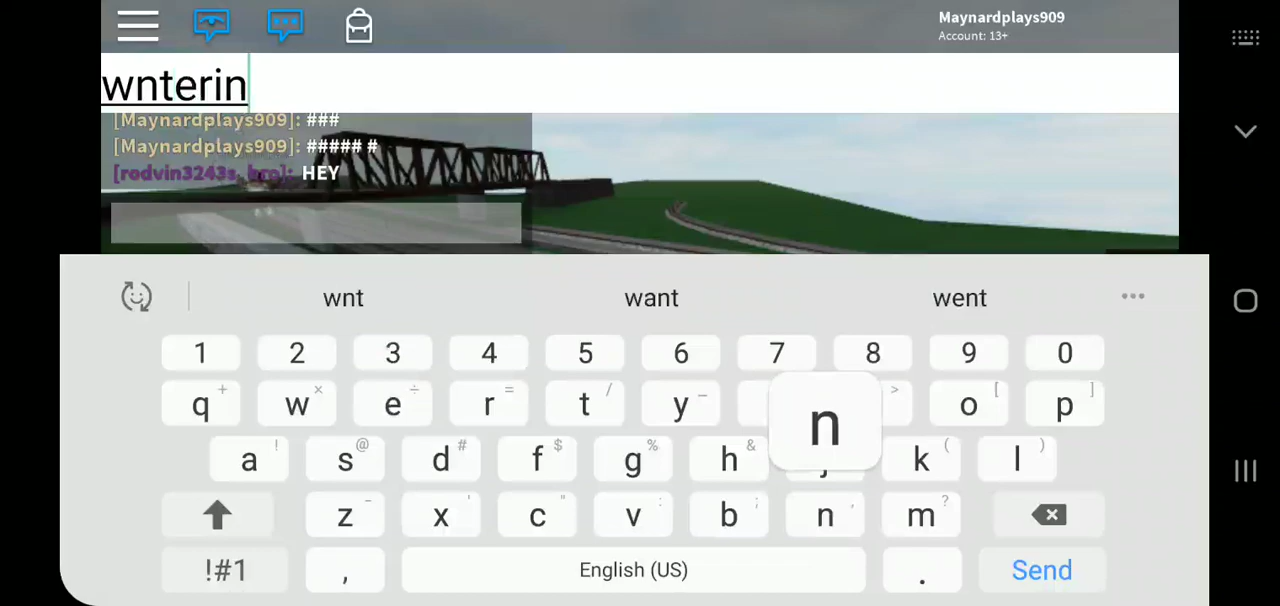 Maynardplays909
Account: 13+
wnterin
[Maynardplays909]: ###
[Maynardplays909]: ##### #
[rodvin3243s_bro]: HEY
wnt want went •••
1 2 3 4 5 6 7 8 9 0
q + w × e ÷ r = t / y _ > o [ p ]
n
a ! s @ d # f $ g % h & j k ( l )
z - x ' c " v : b ; n , m ?
!#1 , English (US) . Send